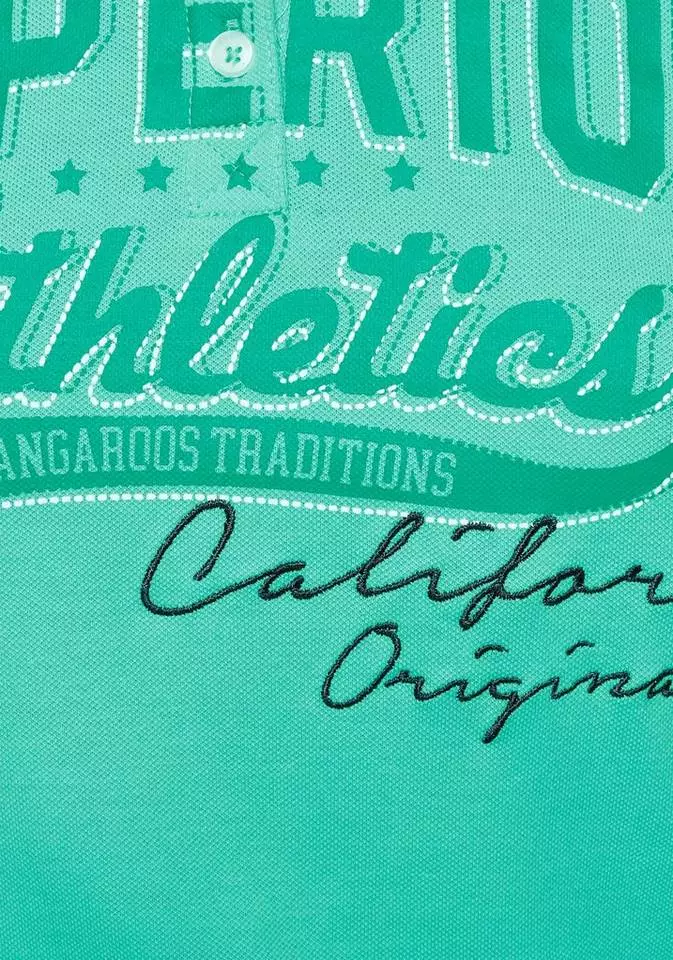 PERIO
thletics
ANGAROOS TRADITIONS
Califor
Origina